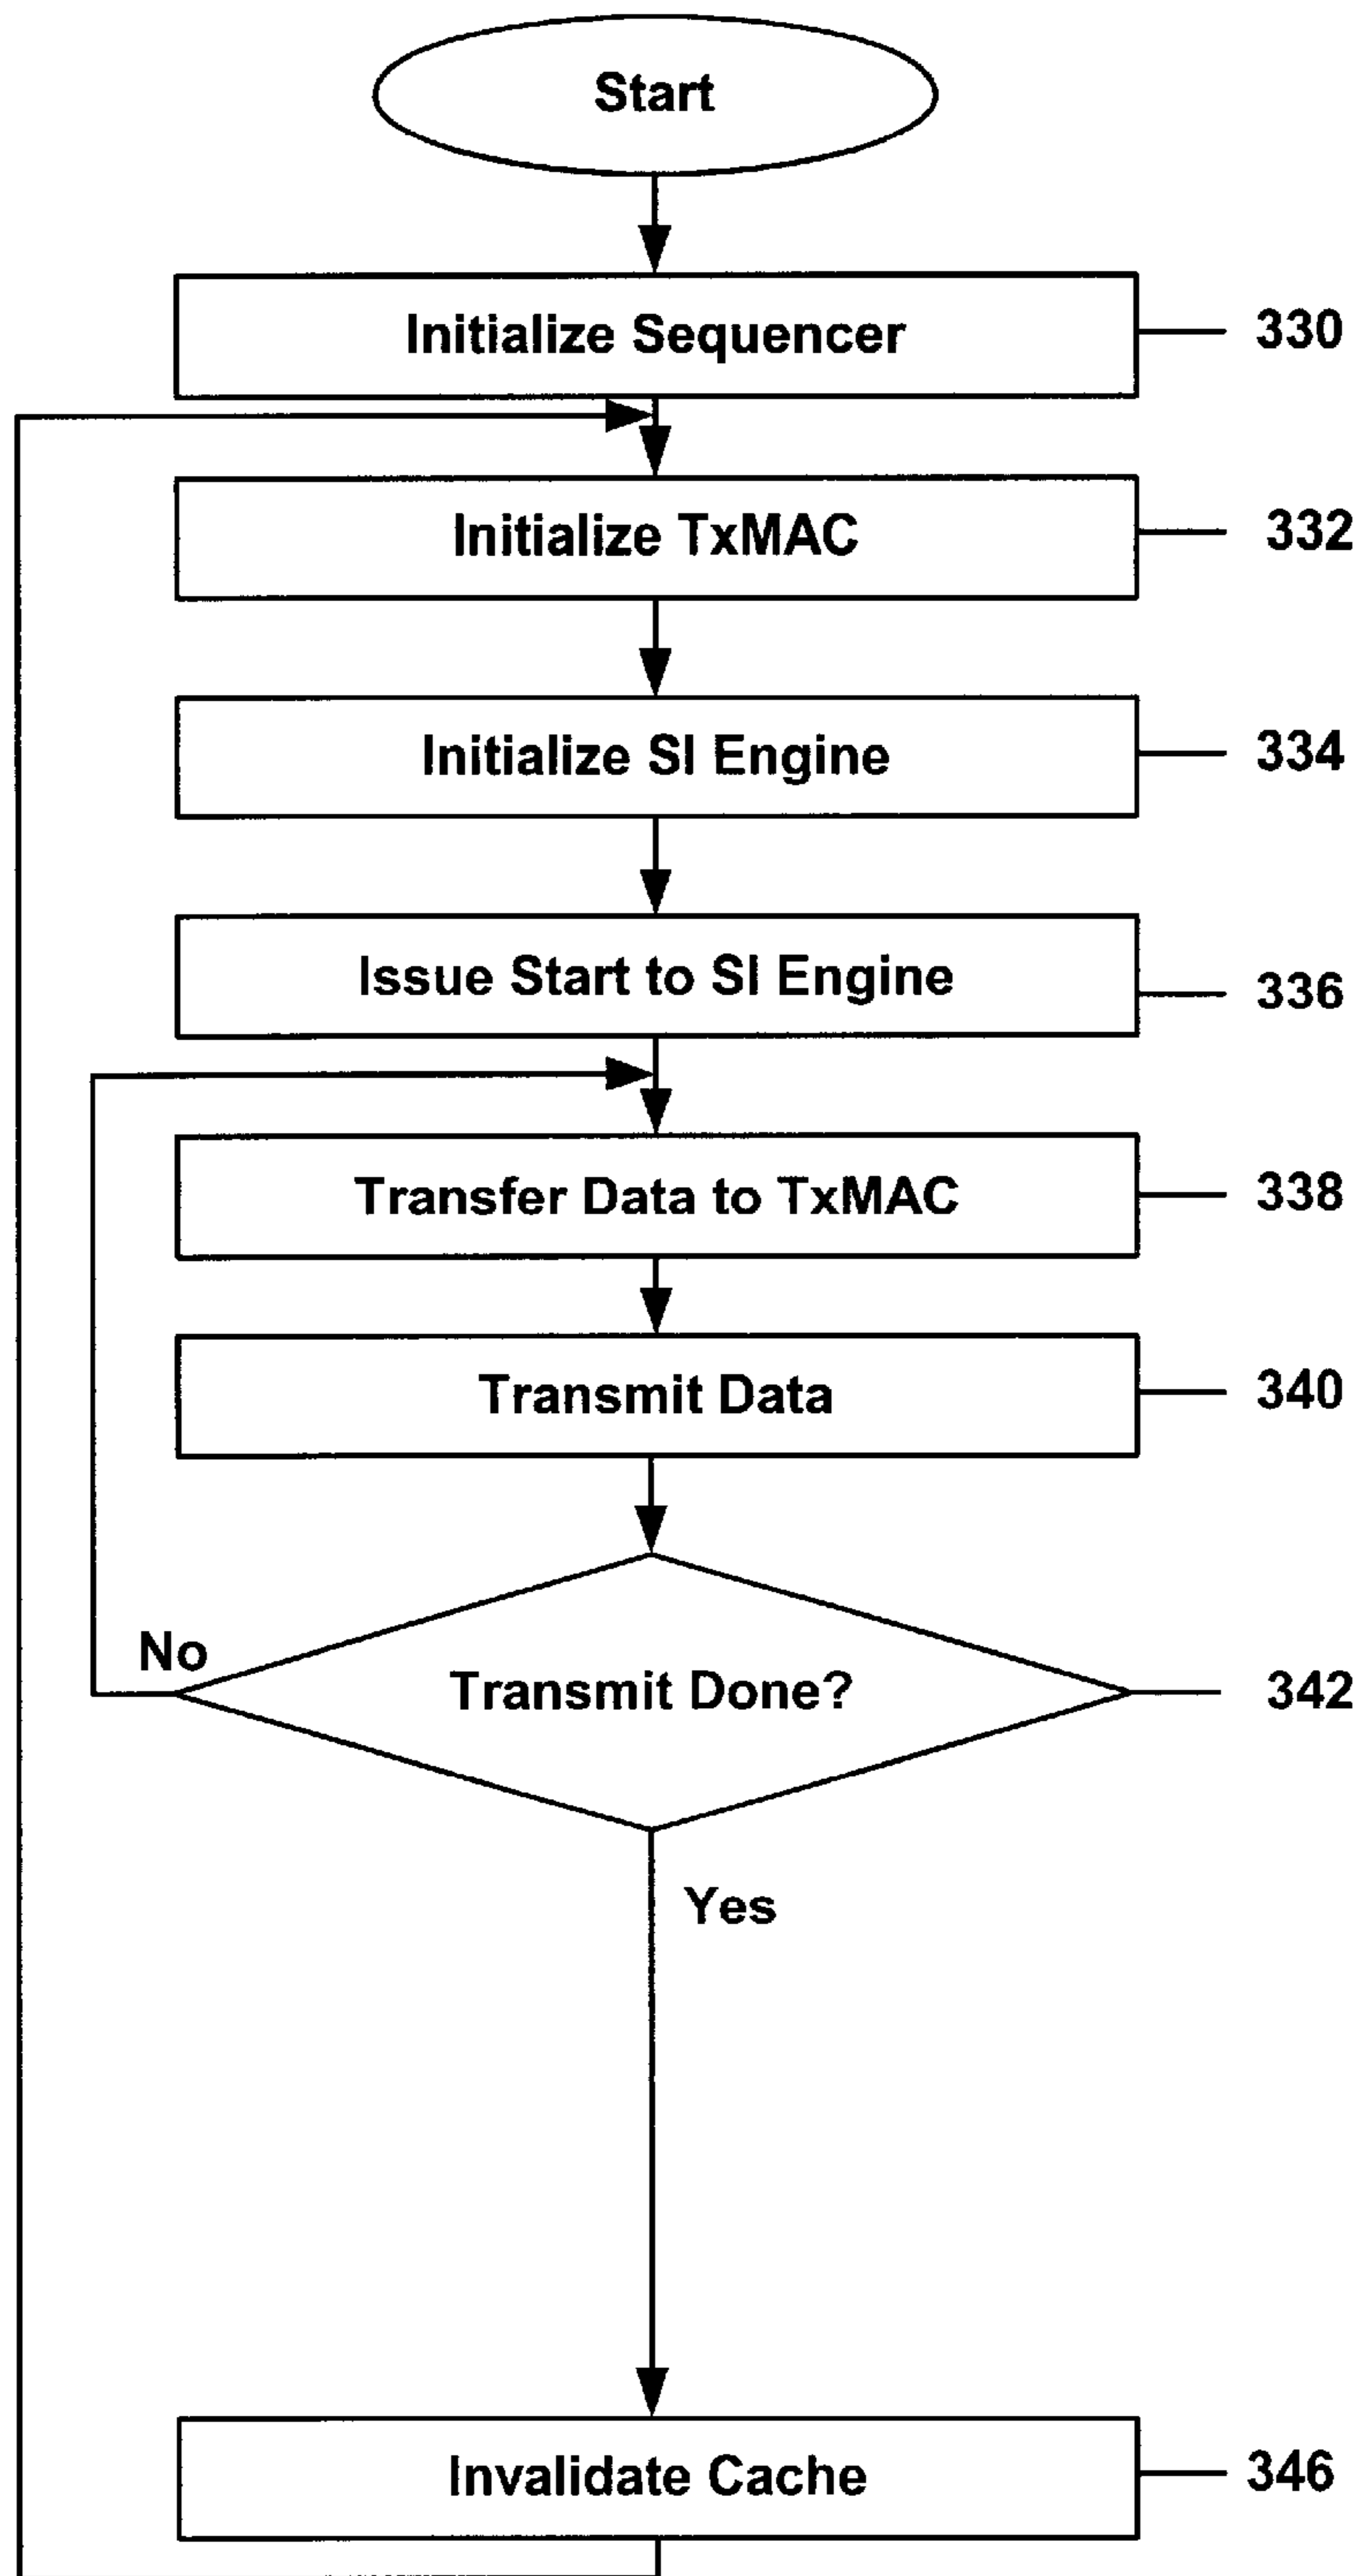 Start
Initialize Sequencer
330
Initialize TxMAC
332
Initialize SI Engine
334
Issue Start to SI Engine
336
Transfer Data to TxMAC
338
Transmit Data
340
No
Transmit Done?
342
Yes
Invalidate Cache
346